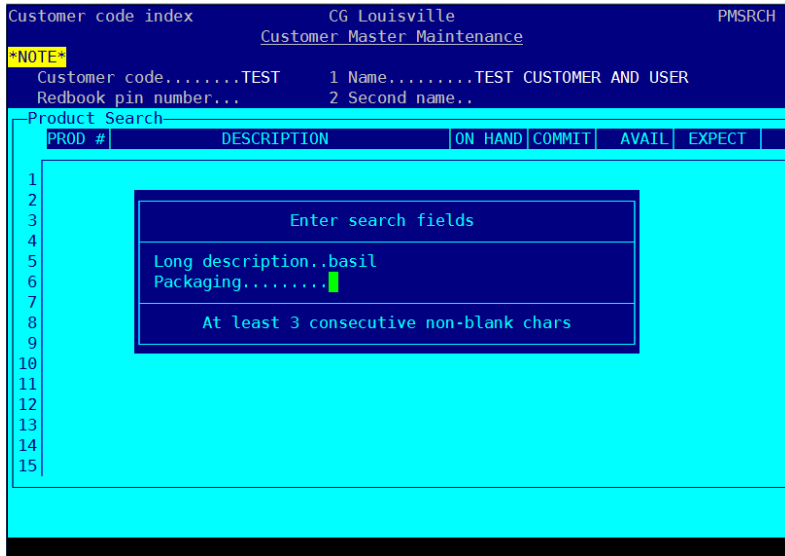 Customer code index CG Louisville PMSRCH
Customer Master Maintenance
*NOTE*
Customer code........TEST 1 Name.........TEST CUSTOMER AND USER
Redbook pin number... 2 Second name..
Product Search
PROD # DESCRIPTION ON HAND COMMIT AVAIL EXPECT
1
2
3
4
5
6
7
8
9
10
11
12
13
14
15
Enter search fields
Long description..basil
Packaging.........
At least 3 consecutive non-blank chars